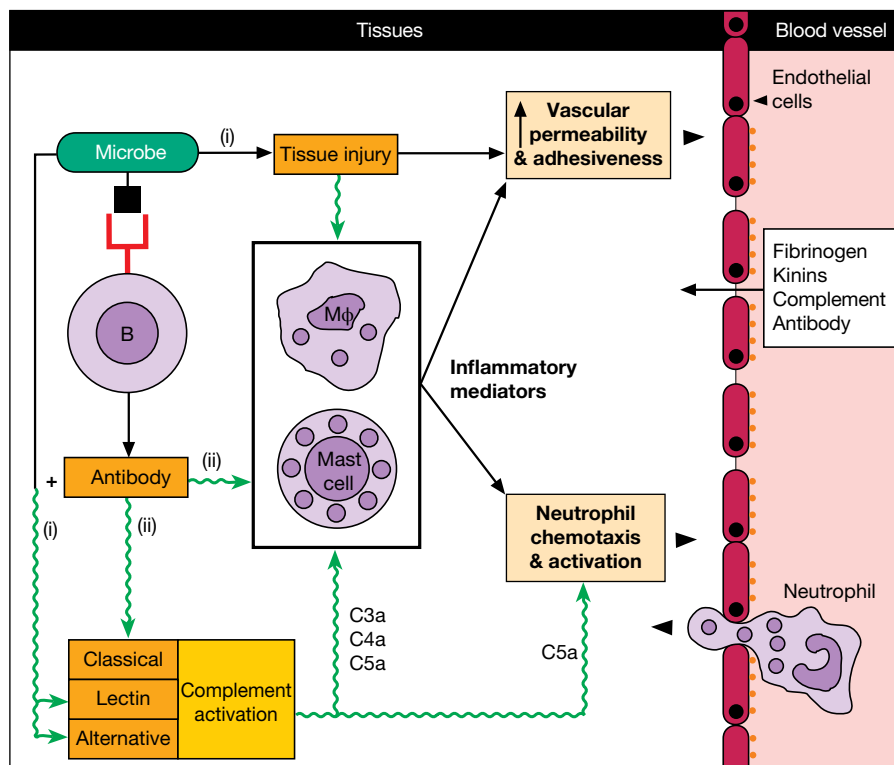 Tissues
Blood vessel
Endothelial
cells
Vascular
permeability
& adhesiveness
(i)
Microbe
Tissue injury
Fibrinogen
Kinins
Complement
Antibody
Mϕ
B
Inflammatory
mediators
Mast
cell
(ii)
+
Antibody
(i)
(ii)
Neutrophil
chemotaxis
& activation
Neutrophil
C3a
C4a
C5a
C5a
Classical
Lectin
Alternative
Complement
activation